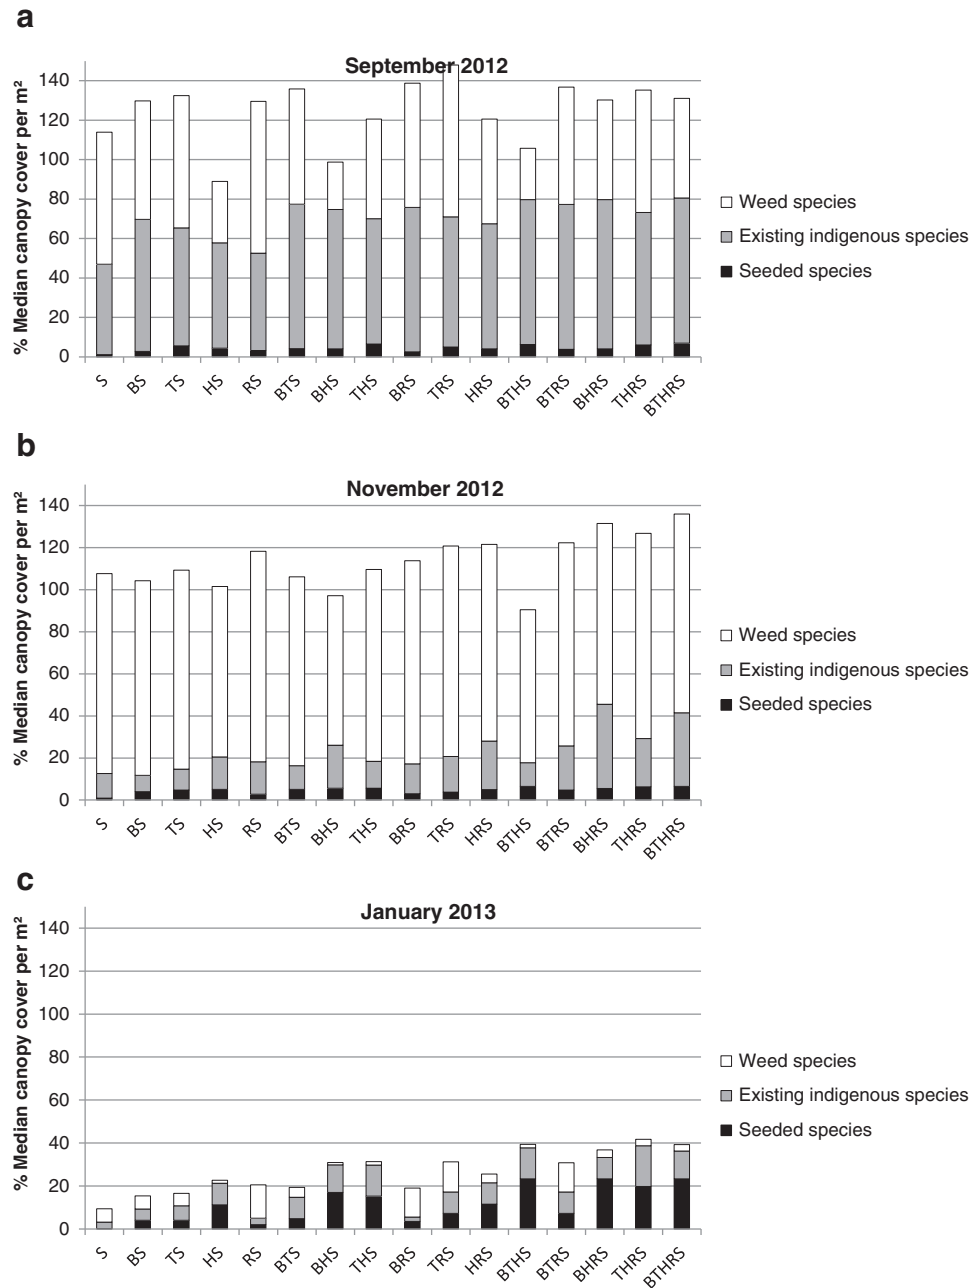 a
September 2012
% Median canopy cover per m²
140
120
100
80
60
40
20
0
S BS TS HS RS BTS BHS THS BRS TRS HRS BTHS BTRS BHRS THRS BTHRS
Weed species
Existing indigenous species
Seeded species
b
November 2012
% Median canopy cover per m²
140
120
100
80
60
40
20
0
S BS TS HS RS BTS BHS THS BRS TRS HRS BTHS BTRS BHRS THRS BTHRS
Weed species
Existing indigenous species
Seeded species
c
January 2013
% Median canopy cover per m²
140
120
100
80
60
40
20
0
S BS TS HS RS BTS BHS THS BRS TRS HRS BTHS BTRS BHRS THRS BTHRS
Weed species
Existing indigenous species
Seeded species